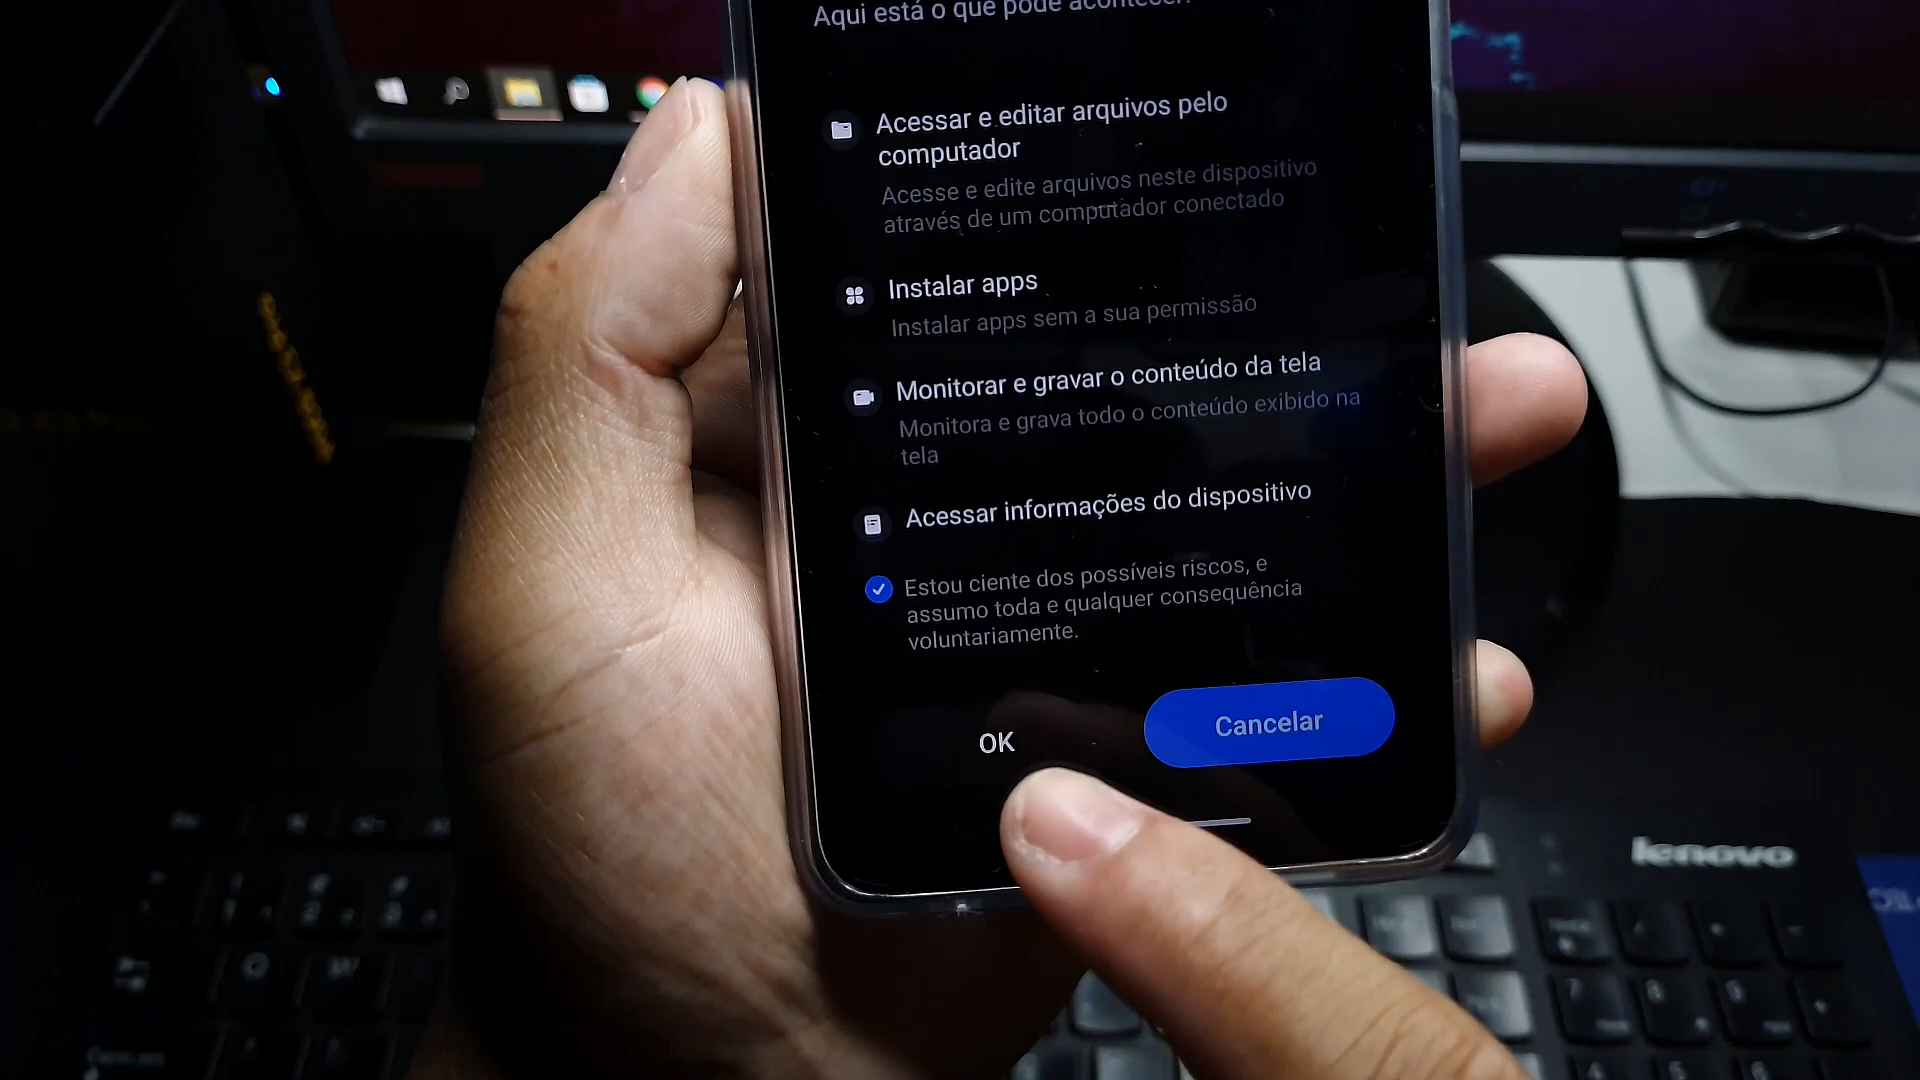 Aqui está o que pode acontecer:
Acessar e editar arquivos pelo
computador
Acesse e edite arquivos neste dispositivo
através de um computador conectado
Instalar apps
Instalar apps sem a sua permissão
Monitorar e gravar o conteúdo da tela
Monitora e grava todo o conteúdo exibido na
tela
Acessar informações do dispositivo
Estou ciente dos possíveis riscos, e
assumo toda e qualquer consequência
voluntariamente.
OK
Cancelar
lenovo